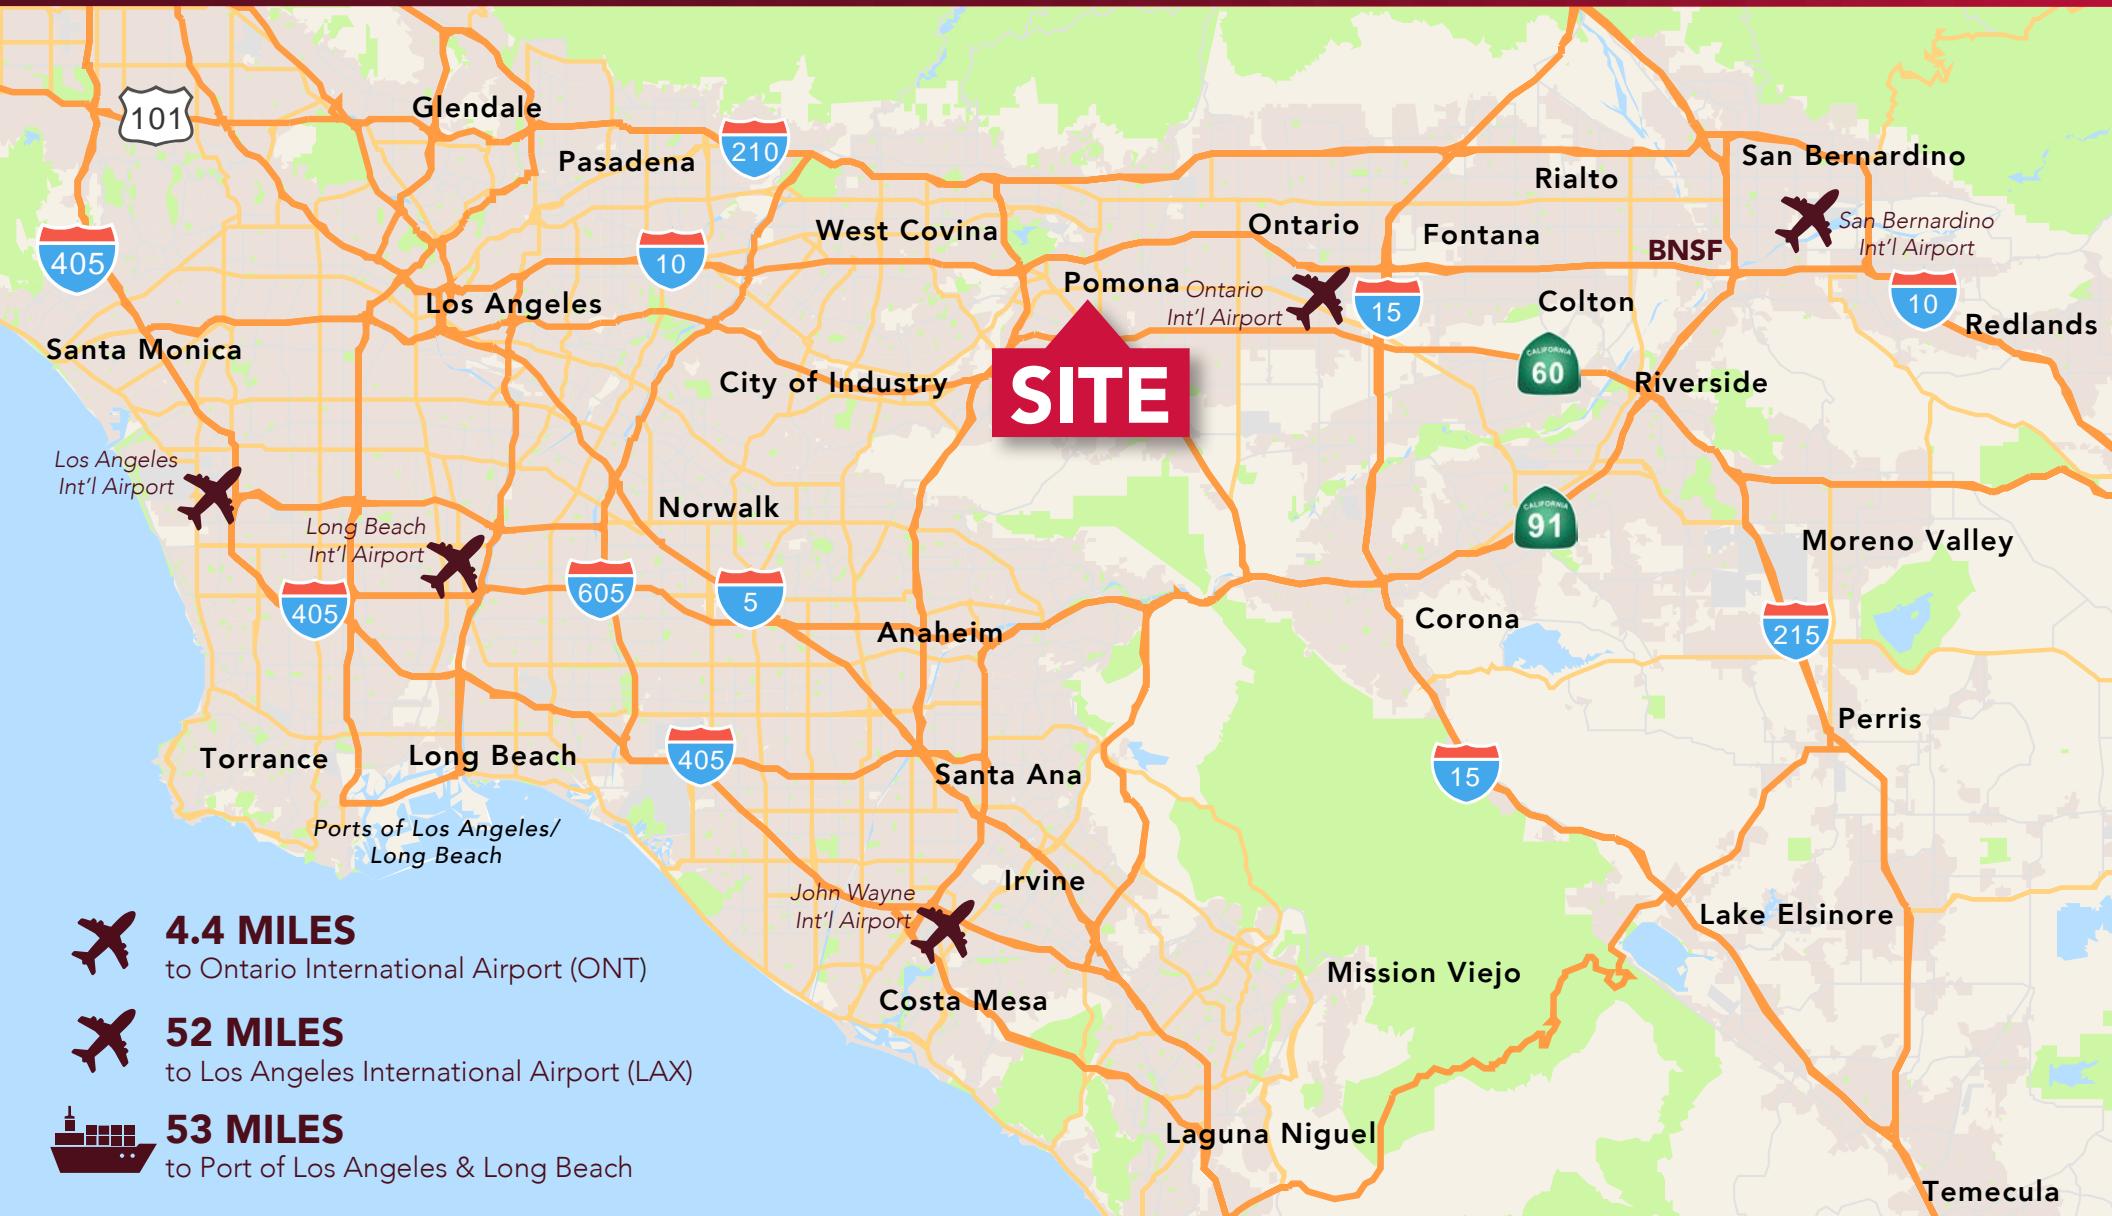 101
Glendale
Pasadena
210
San Bernardino
Rialto
405
West Covina
Ontario
Fontana
BNSF
San Bernardino
Int'l Airport
10
Pomona
Ontario
Int'l Airport
15
Colton
10
Redlands
Los Angeles
Santa Monica
City of Industry
SITE
CALIFORNIA
60
Riverside
Los Angeles
Int'l Airport
Norwalk
Long Beach
Int'l Airport
CALIFORNIA
91
Moreno Valley
405
605
5
Anaheim
Corona
215
Perris
Torrance
Long Beach
405
Santa Ana
15
Ports of Los Angeles/
Long Beach
John Wayne
Int'l Airport
Irvine
Lake Elsinore
Mission Viejo
Costa Mesa
Laguna Niguel
Temecula
4.4 MILES
to Ontario International Airport (ONT)
52 MILES
to Los Angeles International Airport (LAX)
53 MILES
to Port of Los Angeles & Long Beach